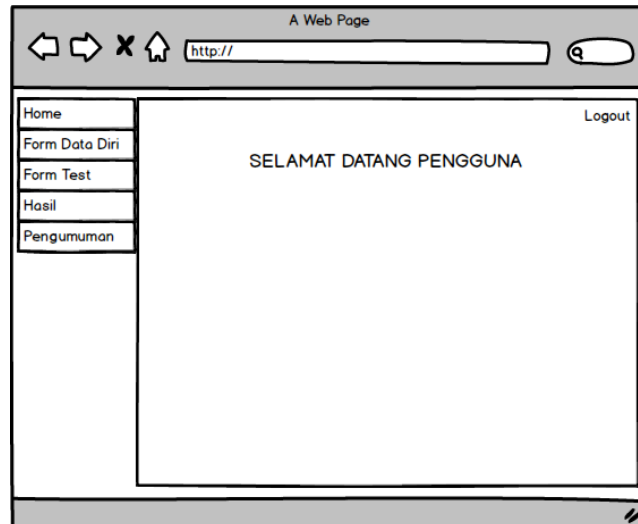 A Web Page
http://
Home
Form Data Diri
Form Test
Hasil
Pengumuman
Logout
SELAMAT DATANG PENGGUNA